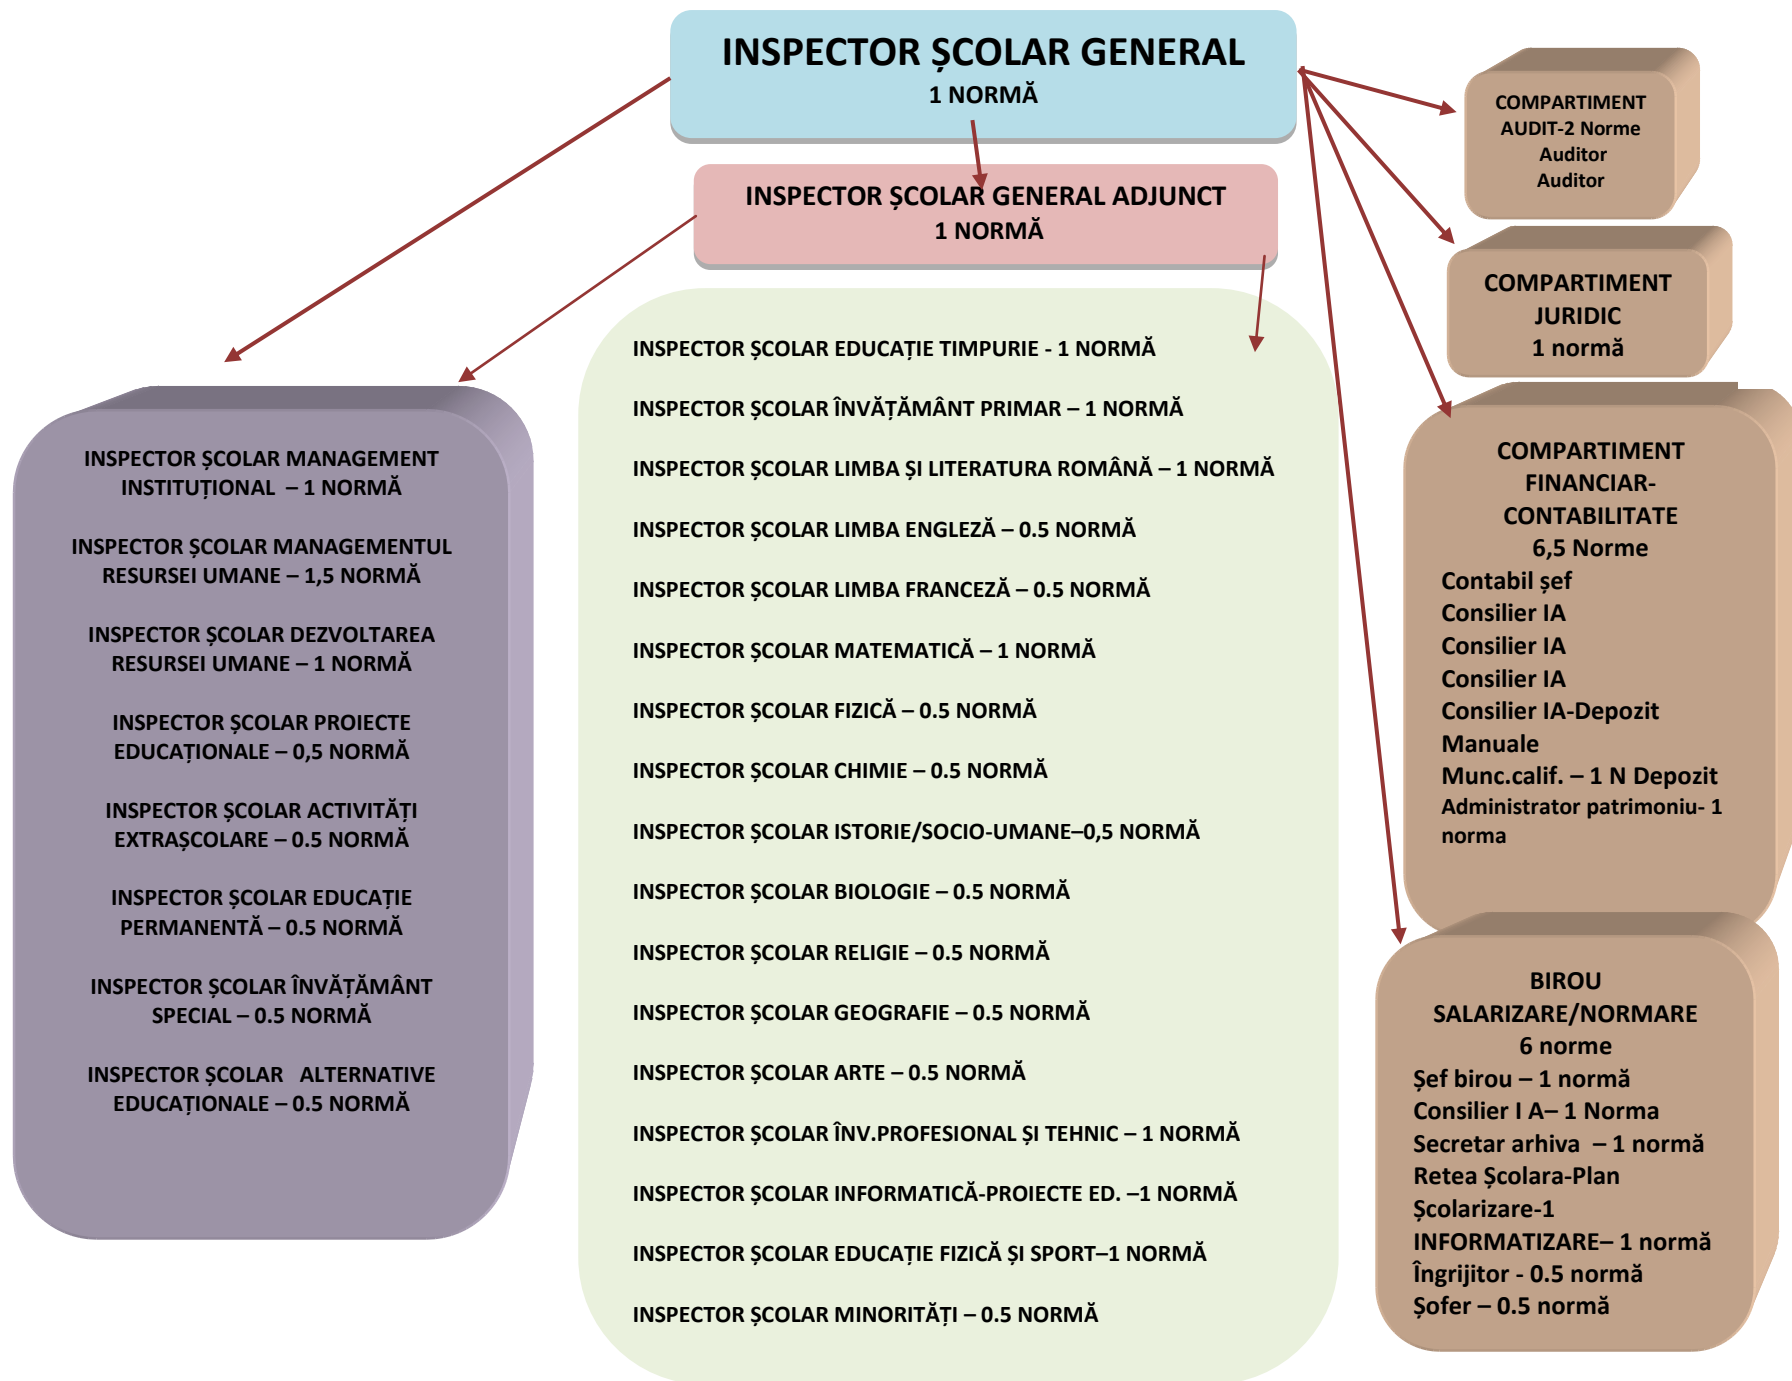 INSPECTOR ȘCOLAR GENERAL
1 NORMĂ
INSPECTOR ȘCOLAR GENERAL ADJUNCT
1 NORMĂ
INSPECTOR ȘCOLAR MANAGEMENT
INSTITUȚIONAL – 1 NORMĂ
INSPECTOR ȘCOLAR MANAGEMENTUL
RESURSEI UMANE – 1,5 NORMĂ
INSPECTOR ȘCOLAR DEZVOLTAREA
RESURSEI UMANE – 1 NORMĂ
INSPECTOR ȘCOLAR PROIECTE
EDUCAȚIONALE – 0,5 NORMĂ
INSPECTOR ȘCOLAR ACTIVITĂȚI
EXTRAȘCOLARE – 0.5 NORMĂ
INSPECTOR ȘCOLAR EDUCAȚIE
PERMANENTĂ – 0.5 NORMĂ
INSPECTOR ȘCOLAR ÎNVĂȚĂMÂNT
SPECIAL – 0.5 NORMĂ
INSPECTOR ȘCOLAR ALTERNATIVE
EDUCAȚIONALE – 0.5 NORMĂ
INSPECTOR ȘCOLAR EDUCAȚIE TIMPURIE - 1 NORMĂ
INSPECTOR ȘCOLAR ÎNVĂȚĂMÂNT PRIMAR – 1 NORMĂ
INSPECTOR ȘCOLAR LIMBA ȘI LITERATURA ROMÂNĂ – 1 NORMĂ
INSPECTOR ȘCOLAR LIMBA ENGLEZĂ – 0.5 NORMĂ
INSPECTOR ȘCOLAR LIMBA FRANCEZĂ – 0.5 NORMĂ
INSPECTOR ȘCOLAR MATEMATICĂ – 1 NORMĂ
INSPECTOR ȘCOLAR FIZICĂ – 0.5 NORMĂ
INSPECTOR ȘCOLAR CHIMIE – 0.5 NORMĂ
INSPECTOR ȘCOLAR ISTORIE/SOCIO-UMANE–0,5 NORMĂ
INSPECTOR ȘCOLAR BIOLOGIE – 0.5 NORMĂ
INSPECTOR ȘCOLAR RELIGIE – 0.5 NORMĂ
INSPECTOR ȘCOLAR GEOGRAFIE – 0.5 NORMĂ
INSPECTOR ȘCOLAR ARTE – 0.5 NORMĂ
INSPECTOR ȘCOLAR ÎNV.PROFESIONAL ȘI TEHNIC – 1 NORMĂ
INSPECTOR ȘCOLAR INFORMATICĂ-PROIECTE ED. –1 NORMĂ
INSPECTOR ȘCOLAR EDUCAȚIE FIZICĂ ȘI SPORT–1 NORMĂ
INSPECTOR ȘCOLAR MINORITĂȚI – 0.5 NORMĂ
COMPARTIMENT
AUDIT-2 Norme
Auditor
Auditor
COMPARTIMENT
JURIDIC
1 normă
COMPARTIMENT
FINANCIAR-
CONTABILITATE
6,5 Norme
Contabil șef
Consilier IA
Consilier IA
Consilier IA
Consilier IA-Depozit
Manuale
Munc.calif. – 1 N Depozit
Administrator patrimoniu- 1
norma
BIROU
SALARIZARE/NORMARE
6 norme
Șef birou – 1 normă
Consilier I A– 1 Norma
Secretar arhiva – 1 normă
Retea Școlara-Plan
Școlarizare-1
INFORMATIZARE– 1 normă
Îngrijitor - 0.5 normă
Șofer – 0.5 normă